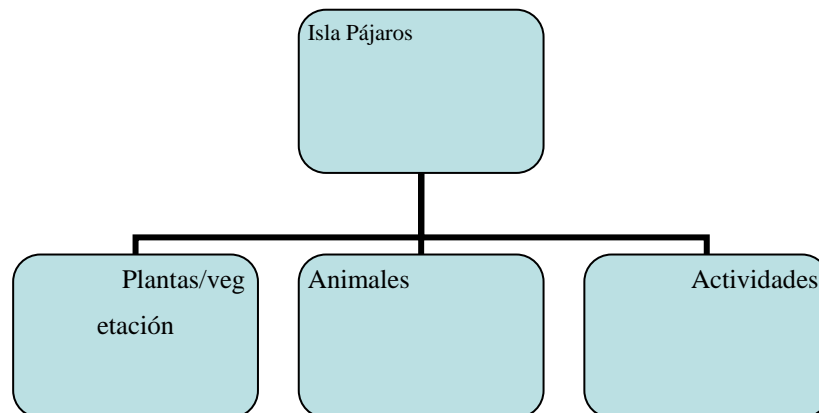 Isla Pájaros
Plantas/veg
etación
Animales
Actividades